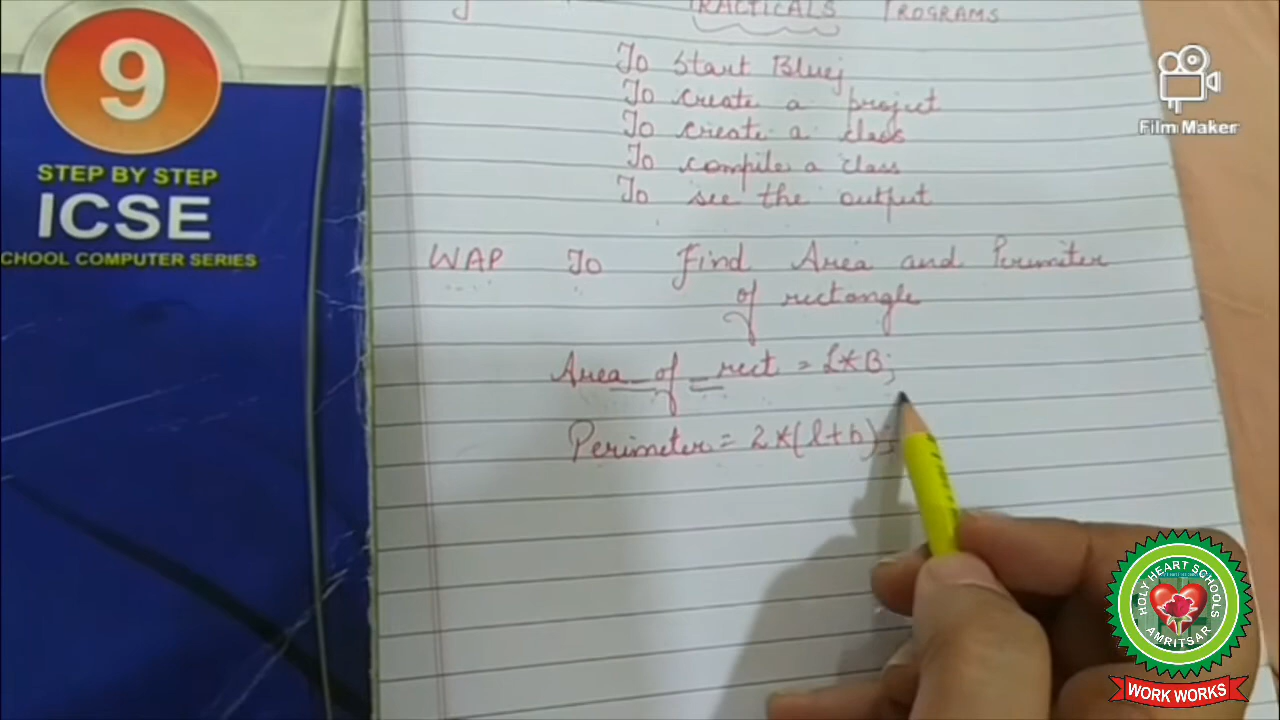 PRACTICALS PROGRAMS
To Start Bluej
To create a project
To create a class
To compile a class
To see the output
WAP To Find Area and Perimiter
of rectangle
Area of rect = L*B;
Perimeter = 2*(l+b);
9
STEP BY STEP
ICSE
CHOOL COMPUTER SERIES
Film Maker
HOLY HEART SCHOOLS
AMRITSAR
WORK WORKS